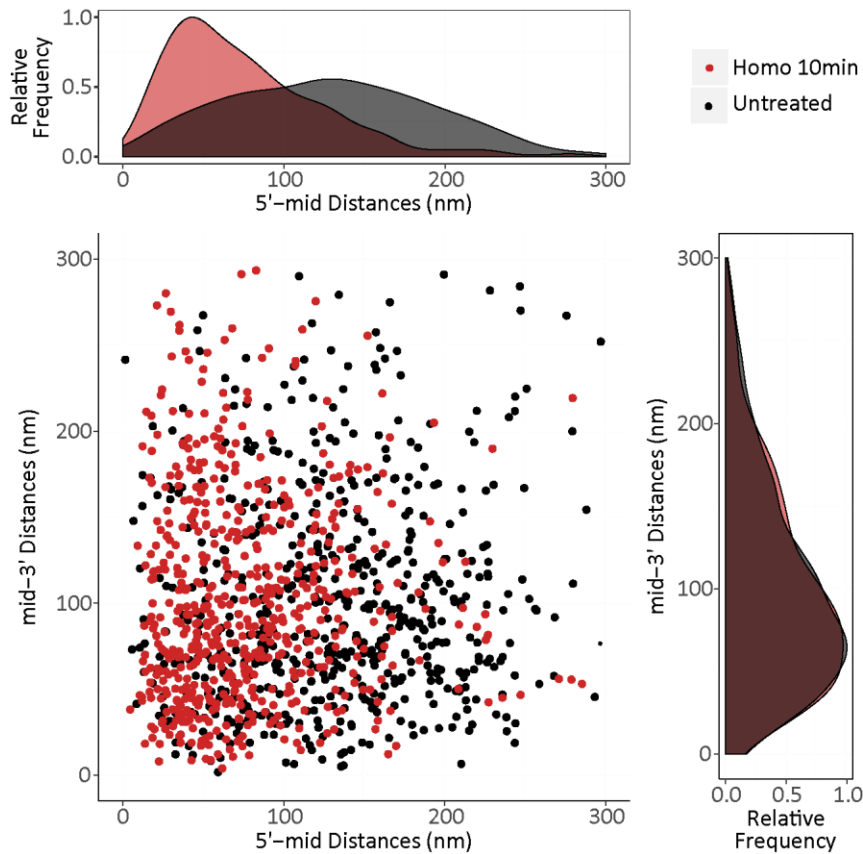 Relative
Frequency
1.0
0.5
0.0
0
100
200
300
5'−mid Distances (nm)
Homo 10min
Untreated
mid−3' Distances (nm)
300
200
100
0
0
100
200
300
5'−mid Distances (nm)
mid−3' Distances (nm)
300
200
100
0
0.0
0.5
1.0
Relative
Frequency